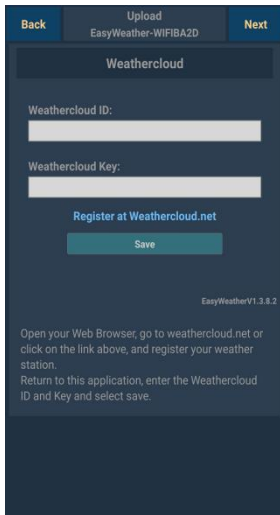 Back
Upload
EasyWeather-WIFIBA2D
Next
Weathercloud
Weathercloud ID:
Weathercloud Key:
Register at Weathercloud.net
Save
EasyWeatherV1.3.8.2
Open your Web Browser, go to weathercloud.net or
click on the link above, and register your weather
station.
Return to this application, enter the Weathercloud
ID and Key and select save.